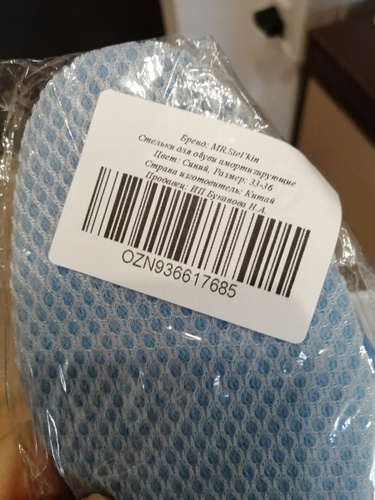 Бренд: MR.Stel'kin
Стельки для обуви амортизирующие
Цвет: Синий, Размер: 33-36
Страна изготовитель: Китай
Продавец: ИП Буканова Н.А.
OZN936617685